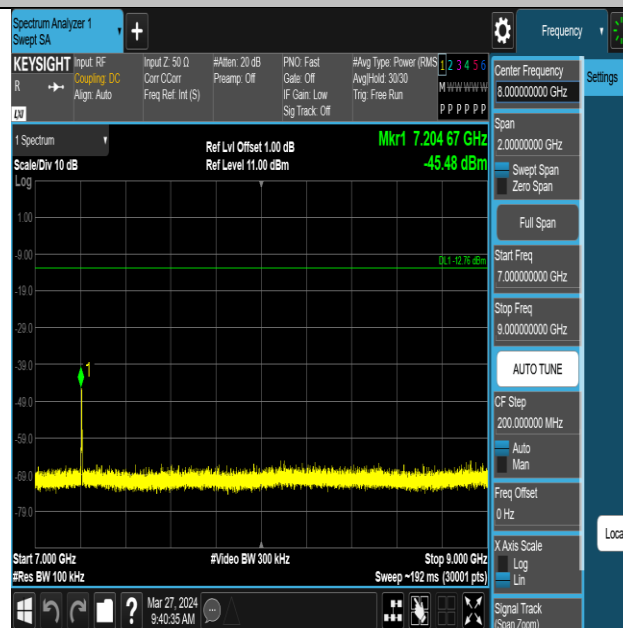 Spectrum Analyzer 1
Swept SA
+
Frequency
KEYSIGHT
R
LXI
Input: RF
Coupling: DC
Align: Auto
Input Z: 50 Ω
Corr CCorr
Freq Ref: Int (S)
#Atten: 20 dB
Preamp: Off
PNO: Fast
Gate: Off
IF Gain: Low
Sig Track: Off
#Avg Type: Power (RMS
Avg|Hold: 30/30
Trig: Free Run
1 2 3 4 5 6
M W W W W W
P P P P P P
1 Spectrum
Scale/Div 10 dB
Log
Ref Lvl Offset 1.00 dB
Ref Level 11.00 dBm
Mkr1 7.204 67 GHz
-45.48 dBm
1.00
-9.00
DL1 -12.76 dBm
-19.0
-29.0
-39.0
1
-49.0
-59.0
-69.0
-79.0
Start 7.000 GHz
#Res BW 100 kHz
#Video BW 300 kHz
Stop 9.000 GHz
Sweep ~192 ms (30001 pts)
Mar 27, 2024
9:40:35 AM
?
Center Frequency
8.000000000 GHz
Settings
Span
2.00000000 GHz
Swept Span
Zero Span
Full Span
Start Freq
7.000000000 GHz
Stop Freq
9.000000000 GHz
AUTO TUNE
CF Step
200.000000 MHz
Auto
Man
Freq Offset
0 Hz
X Axis Scale
Log
Lin
Loca
Signal Track
(Span Zoom)